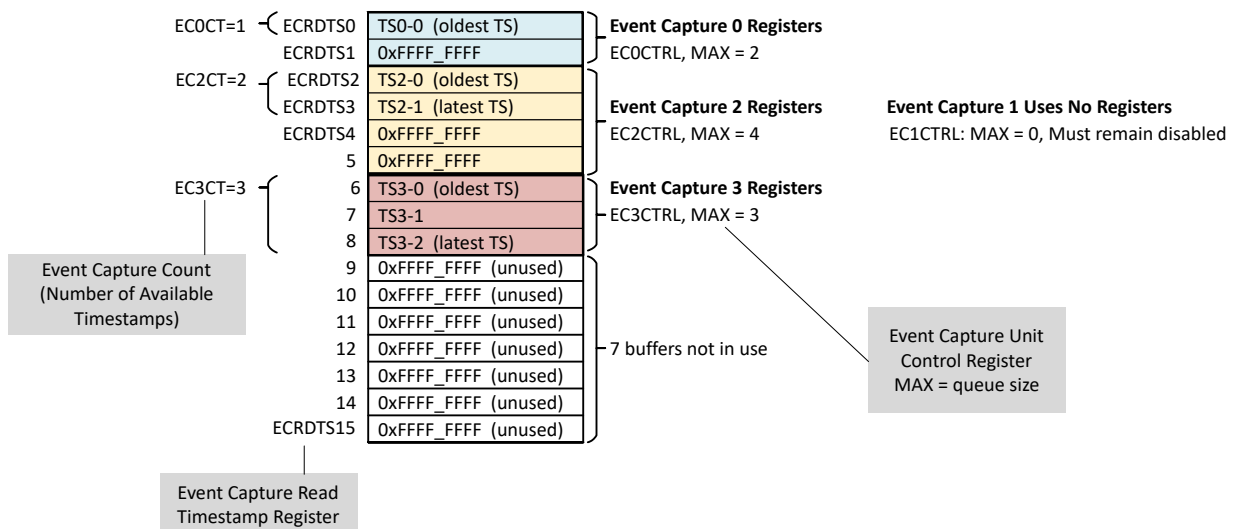 EC0CT=1 ECRDTS0 TS0-0 (oldest TS) Event Capture 0 Registers
ECRDTS1 0xFFFF_FFFF EC0CTRL, MAX = 2
EC2CT=2 ECRDTS2 TS2-0 (oldest TS)
ECRDTS3 TS2-1 (latest TS) Event Capture 2 Registers Event Capture 1 Uses No Registers
ECRDTS4 0xFFFF_FFFF EC2CTRL, MAX = 4 EC1CTRL: MAX = 0, Must remain disabled
5 0xFFFF_FFFF
EC3CT=3 6 TS3-0 (oldest TS) Event Capture 3 Registers
7 TS3-1 EC3CTRL, MAX = 3
8 TS3-2 (latest TS)
9 0xFFFF_FFFF (unused)
10 0xFFFF_FFFF (unused)
11 0xFFFF_FFFF (unused)
12 0xFFFF_FFFF (unused) 7 buffers not in use
13 0xFFFF_FFFF (unused)
14 0xFFFF_FFFF (unused)
ECRDTS15 0xFFFF_FFFF (unused)
Event Capture Count
(Number of Available
Timestamps)
Event Capture Unit
Control Register
MAX = queue size
Event Capture Read
Timestamp Register